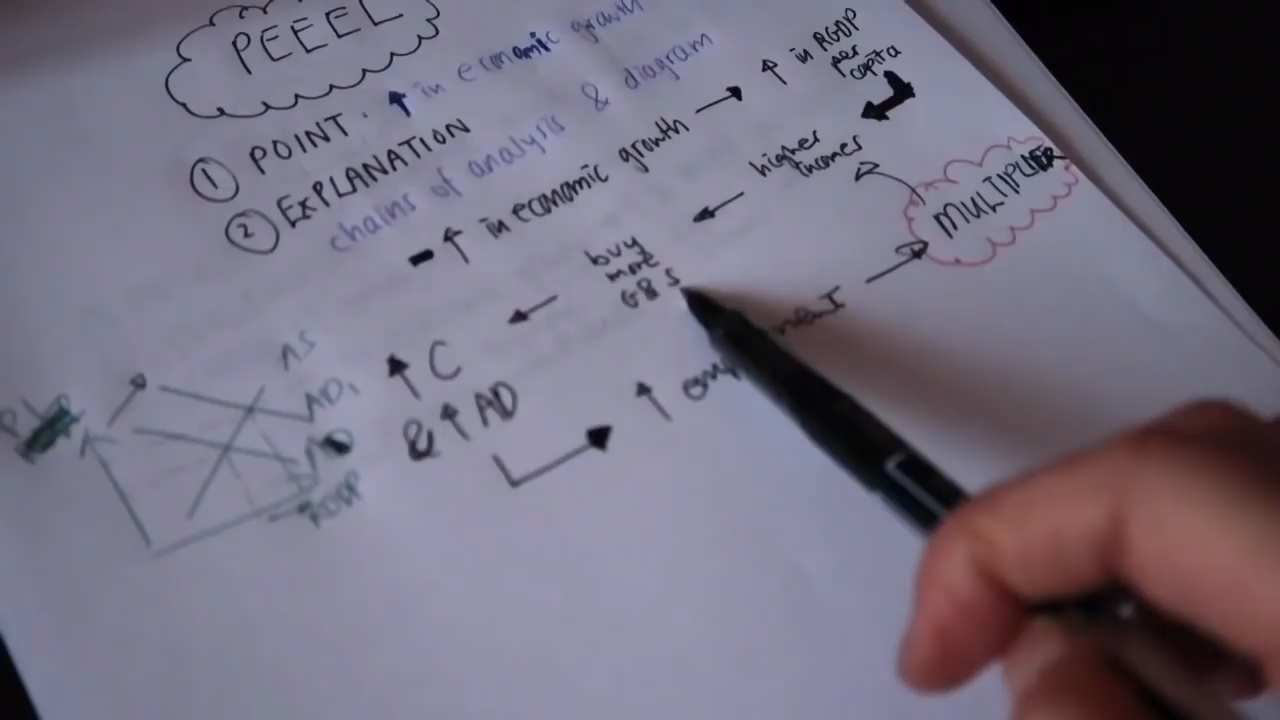 PEEEL
① POINT. ↑ in economic growth
② EXPLANATION
chains of analysis & diagram
- ↑ in economic growth → ↑ in RGDP
per
capita
higher
incomes
MULTIPLIER
buy
more
G&S
↑ C
& ↑ AD
↑
AS
AD1
AD
RGDP